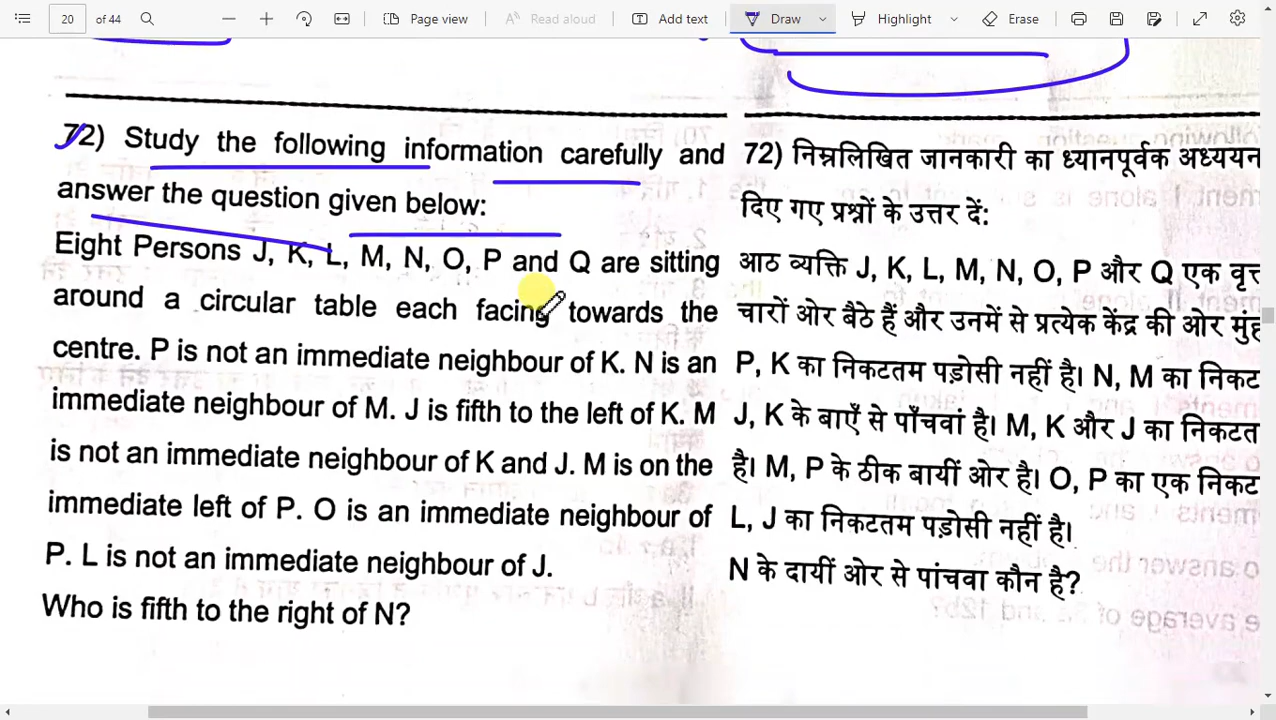 20 of 44 Page view Read aloud Add text Draw Highlight Erase
72) Study the following information carefully and
answer the question given below:
Eight Persons J, K, L, M, N, O, P and Q are sitting
around a circular table each facing towards the
centre. P is not an immediate neighbour of K. N is an
immediate neighbour of M. J is fifth to the left of K. M
is not an immediate neighbour of K and J. M is on the
immediate left of P. O is an immediate neighbour of
P. L is not an immediate neighbour of J.
Who is fifth to the right of N?
72) निम्नलिखित जानकारी का ध्यानपूर्वक अध्ययन
दिए गए प्रश्नों के उत्तर दें:
आठ व्यक्ति J, K, L, M, N, O, P और Q एक वृत्त
चारों ओर बैठे हैं और उनमें से प्रत्येक केंद्र की ओर मुंह
P, K का निकटतम पड़ोसी नहीं है। N, M का निकट
J, K के बाएँ से पाँचवां है। M, K और J का निकटत
है। M, P के ठीक बायीं ओर है। O, P का एक निकट
L, J का निकटतम पड़ोसी नहीं है।
N के दायीं ओर से पांचवा कौन है?